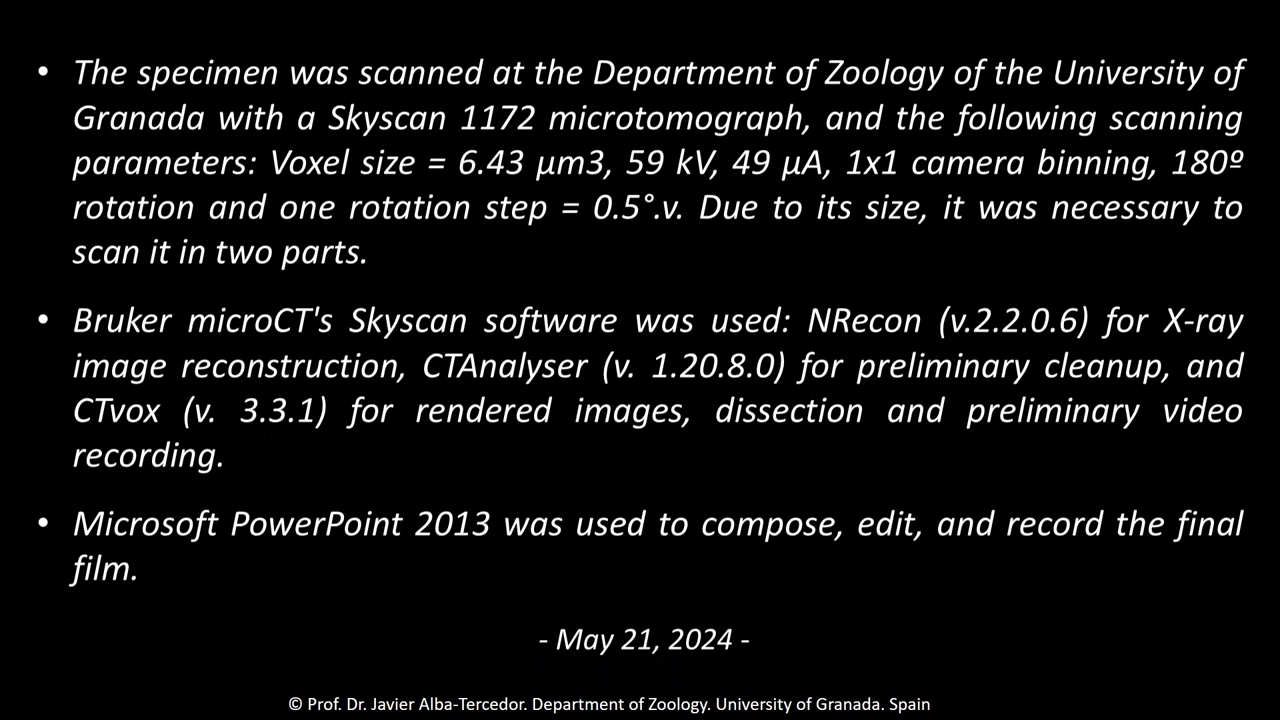 • The specimen was scanned at the Department of Zoology of the University of
Granada with a Skyscan 1172 microtomograph, and the following scanning
parameters: Voxel size = 6.43 µm3, 59 kV, 49 µA, 1x1 camera binning, 180º
rotation and one rotation step = 0.5°.v. Due to its size, it was necessary to
scan it in two parts.
• Bruker microCT's Skyscan software was used: NRecon (v.2.2.0.6) for X-ray
image reconstruction, CTAnalyser (v. 1.20.8.0) for preliminary cleanup, and
CTvox (v. 3.3.1) for rendered images, dissection and preliminary video
recording.
• Microsoft PowerPoint 2013 was used to compose, edit, and record the final
film.
- May 21, 2024 -
© Prof. Dr. Javier Alba-Tercedor. Department of Zoology. University of Granada. Spain